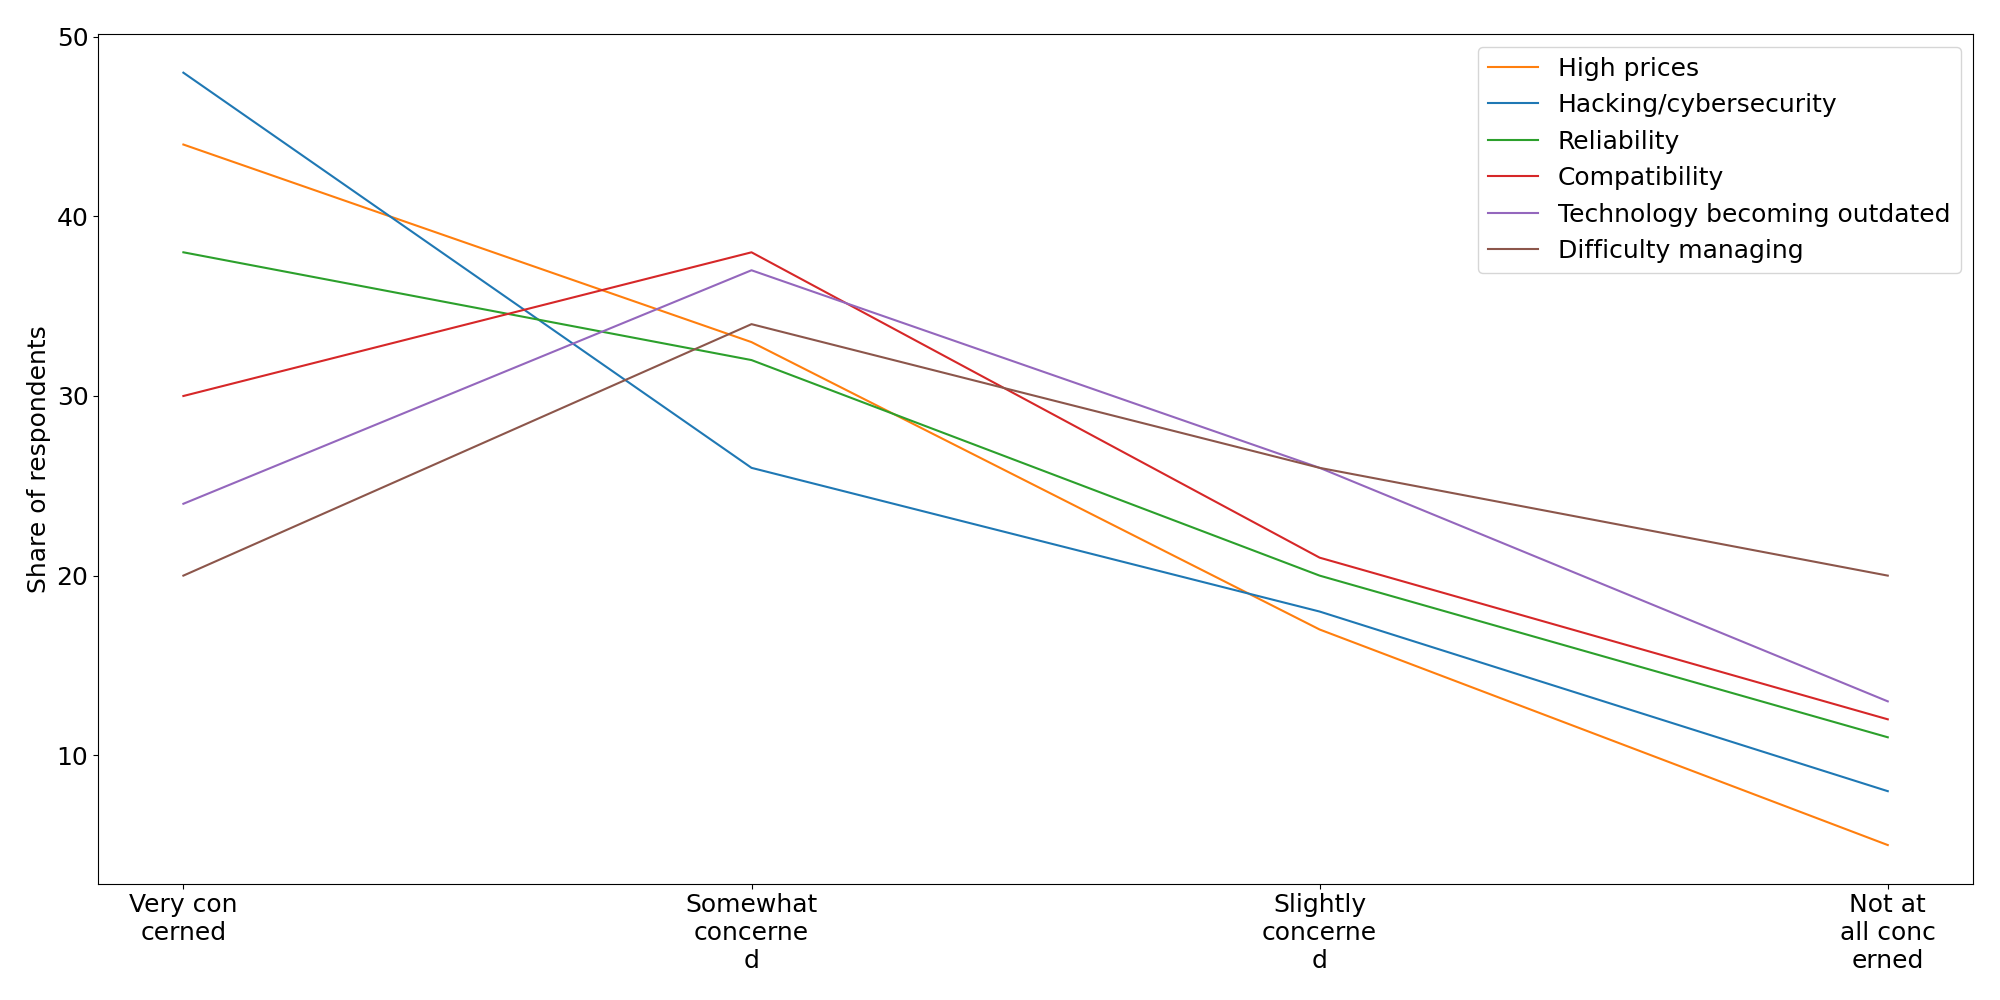 50
40
30
20
10
Share of respondents
High prices
Hacking/cybersecurity
Reliability
Compatibility
Technology becoming outdated
Difficulty managing
Very con
cerned
Somewhat
concerne
d
Slightly
concerne
d
Not at
all conc
erned